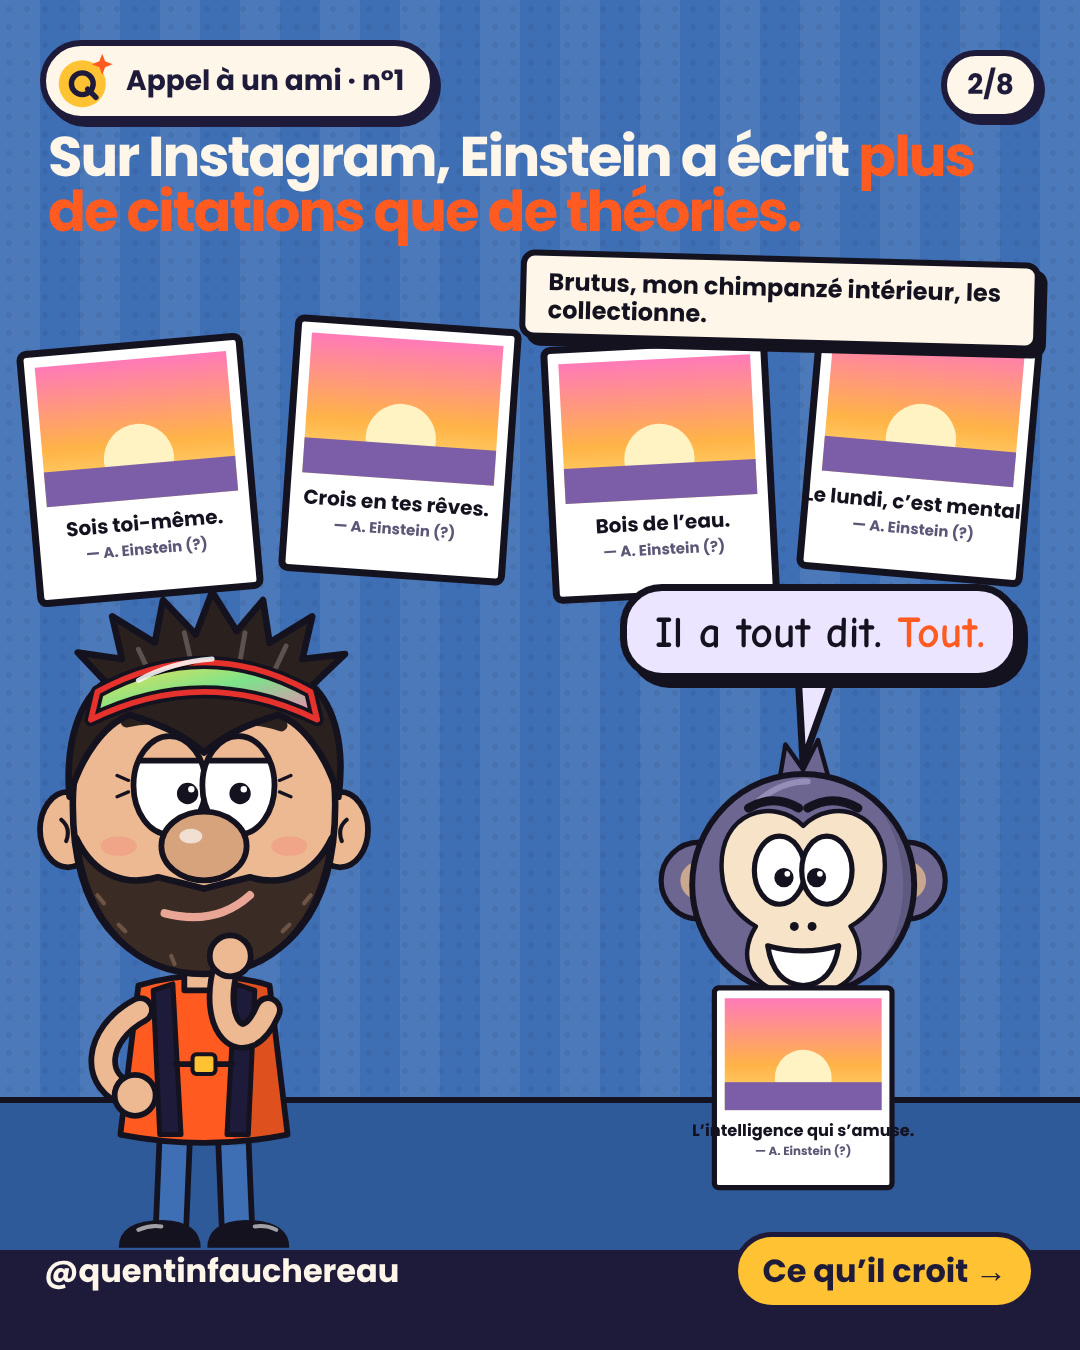 Q
Appel à un ami · n°1
2/8
Sur Instagram, Einstein a écrit plus
de citations que de théories.
Brutus, mon chimpanzé intérieur, les
collectionne.
Sois toi-même.
— A. Einstein (?)
Crois en tes rêves.
— A. Einstein (?)
Bois de l’eau.
— A. Einstein (?)
Le lundi, c’est mental
— A. Einstein (?)
Il a tout dit. Tout.
L’intelligence qui s’amuse.
— A. Einstein (?)
@quentinfauchereau
Ce qu’il croit →